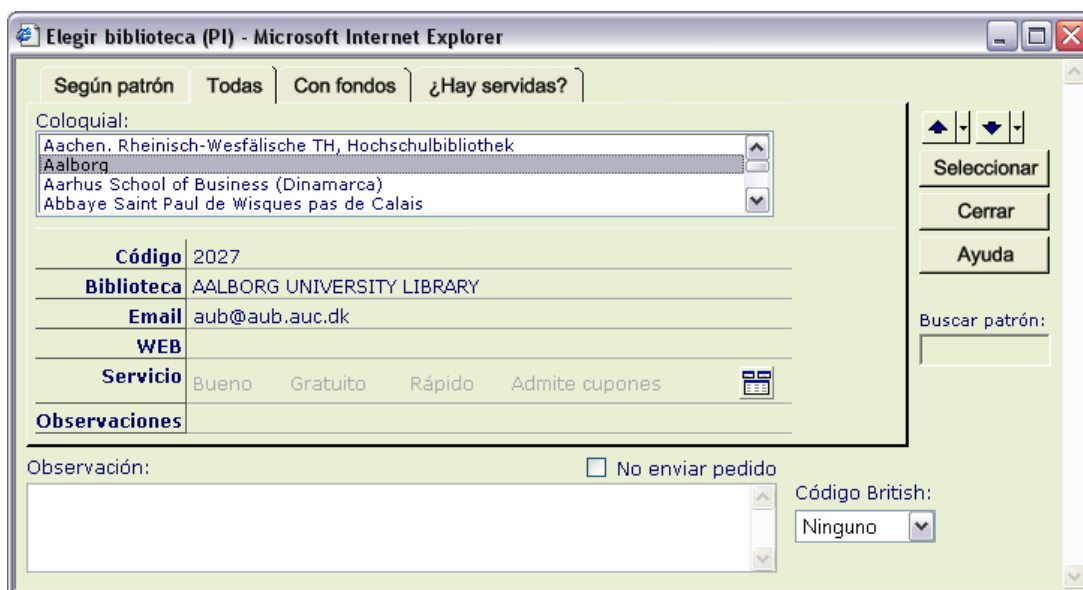 Elegir biblioteca (PI) - Microsoft Internet Explorer
Según patrón Todas Con fondos ¿Hay servidas?
Coloquial:
Aachen. Rheinisch-Wesfälische TH, Hochschulbibliothek
Aalborg
Aarhus School of Business (Dinamarca)
Abbaye Saint Paul de Wisques pas de Calais
Seleccionar
Cerrar
Ayuda
Código 2027
Biblioteca AALBORG UNIVERSITY LIBRARY
Email aub@aub.auc.dk
WEB
Servicio Bueno Gratuito Rápido Admite cupones
Observaciones
Buscar patrón:
Observación:
No enviar pedido
Código British:
Ninguno